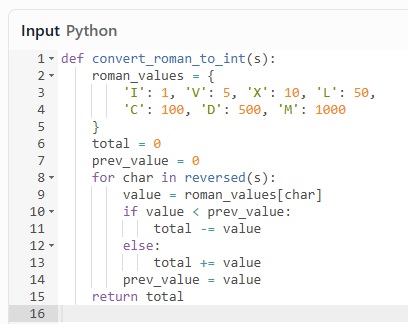 Input Python
1 def convert_roman_to_int(s):
2     roman_values = {
3         'I': 1, 'V': 5, 'X': 10, 'L': 50,
4         'C': 100, 'D': 500, 'M': 1000
5     }
6     total = 0
7     prev_value = 0
8     for char in reversed(s):
9         value = roman_values[char]
10         if value < prev_value:
11             total -= value
12         else:
13             total += value
14         prev_value = value
15     return total
16